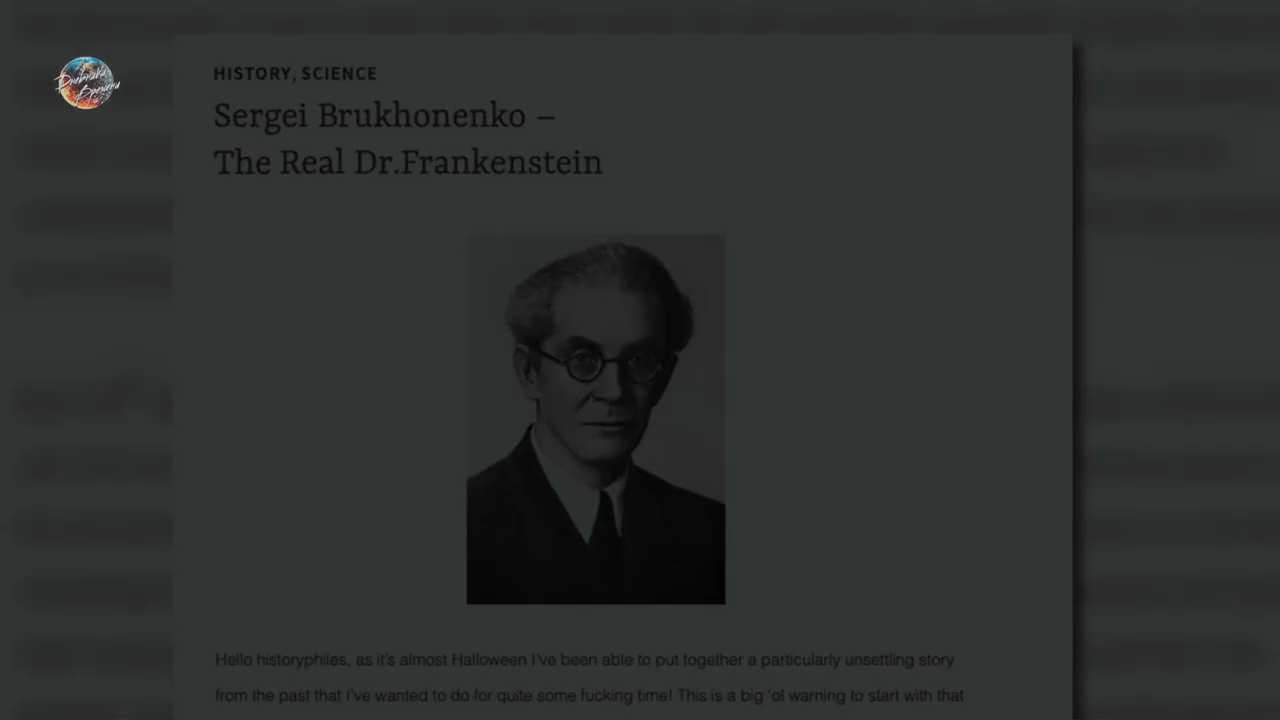 Дневники
Времени
HISTORY, SCIENCE
Sergei Brukhonenko –
The Real Dr.Frankenstein
Hello historyphiles, as it's almost Halloween I've been able to put together a particularly unsettling story
from the past that I've wanted to do for quite some fucking time! This is a big 'ol warning to start with that